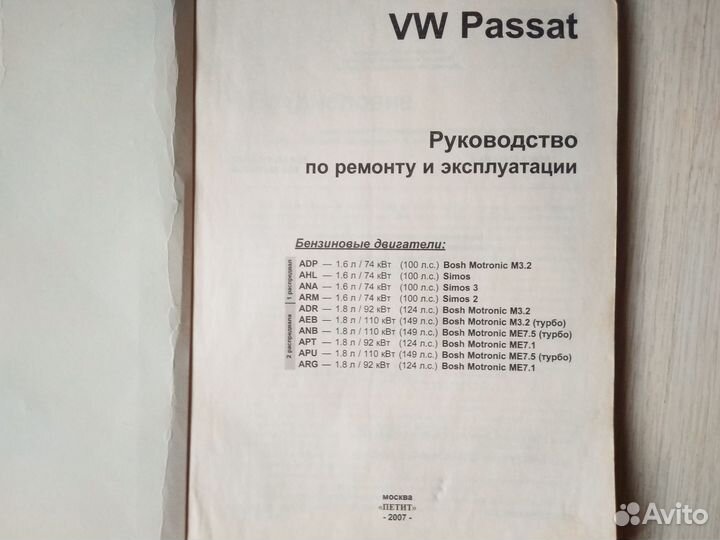 VW Passat
Руководство
по ремонту и эксплуатации
Бензиновые двигатели:
1 распредвал
ADP — 1.6 л / 74 кВт (100 л.с.) Bosh Motronic M3.2
AHL — 1.6 л / 74 кВт (100 л.с.) Simos
ANA — 1.6 л / 74 кВт (100 л.с.) Simos 3
ARM — 1.6 л / 74 кВт (100 л.с.) Simos 2
2 распредвала
ADR — 1.8 л / 92 кВт (124 л.с.) Bosh Motronic M3.2
AEB — 1.8 л / 110 кВт (149 л.с.) Bosh Motronic M3.2 (турбо)
ANB — 1.8 л / 110 кВт (149 л.с.) Bosh Motronic ME7.5 (турбо)
APT — 1.8 л / 92 кВт (124 л.с.) Bosh Motronic ME7.1
APU — 1.8 л / 110 кВт (149 л.с.) Bosh Motronic ME7.5 (турбо)
ARG — 1.8 л / 92 кВт (124 л.с.) Bosh Motronic ME7.1
москва
«ПЕТИТ»
- 2007 -
Avito